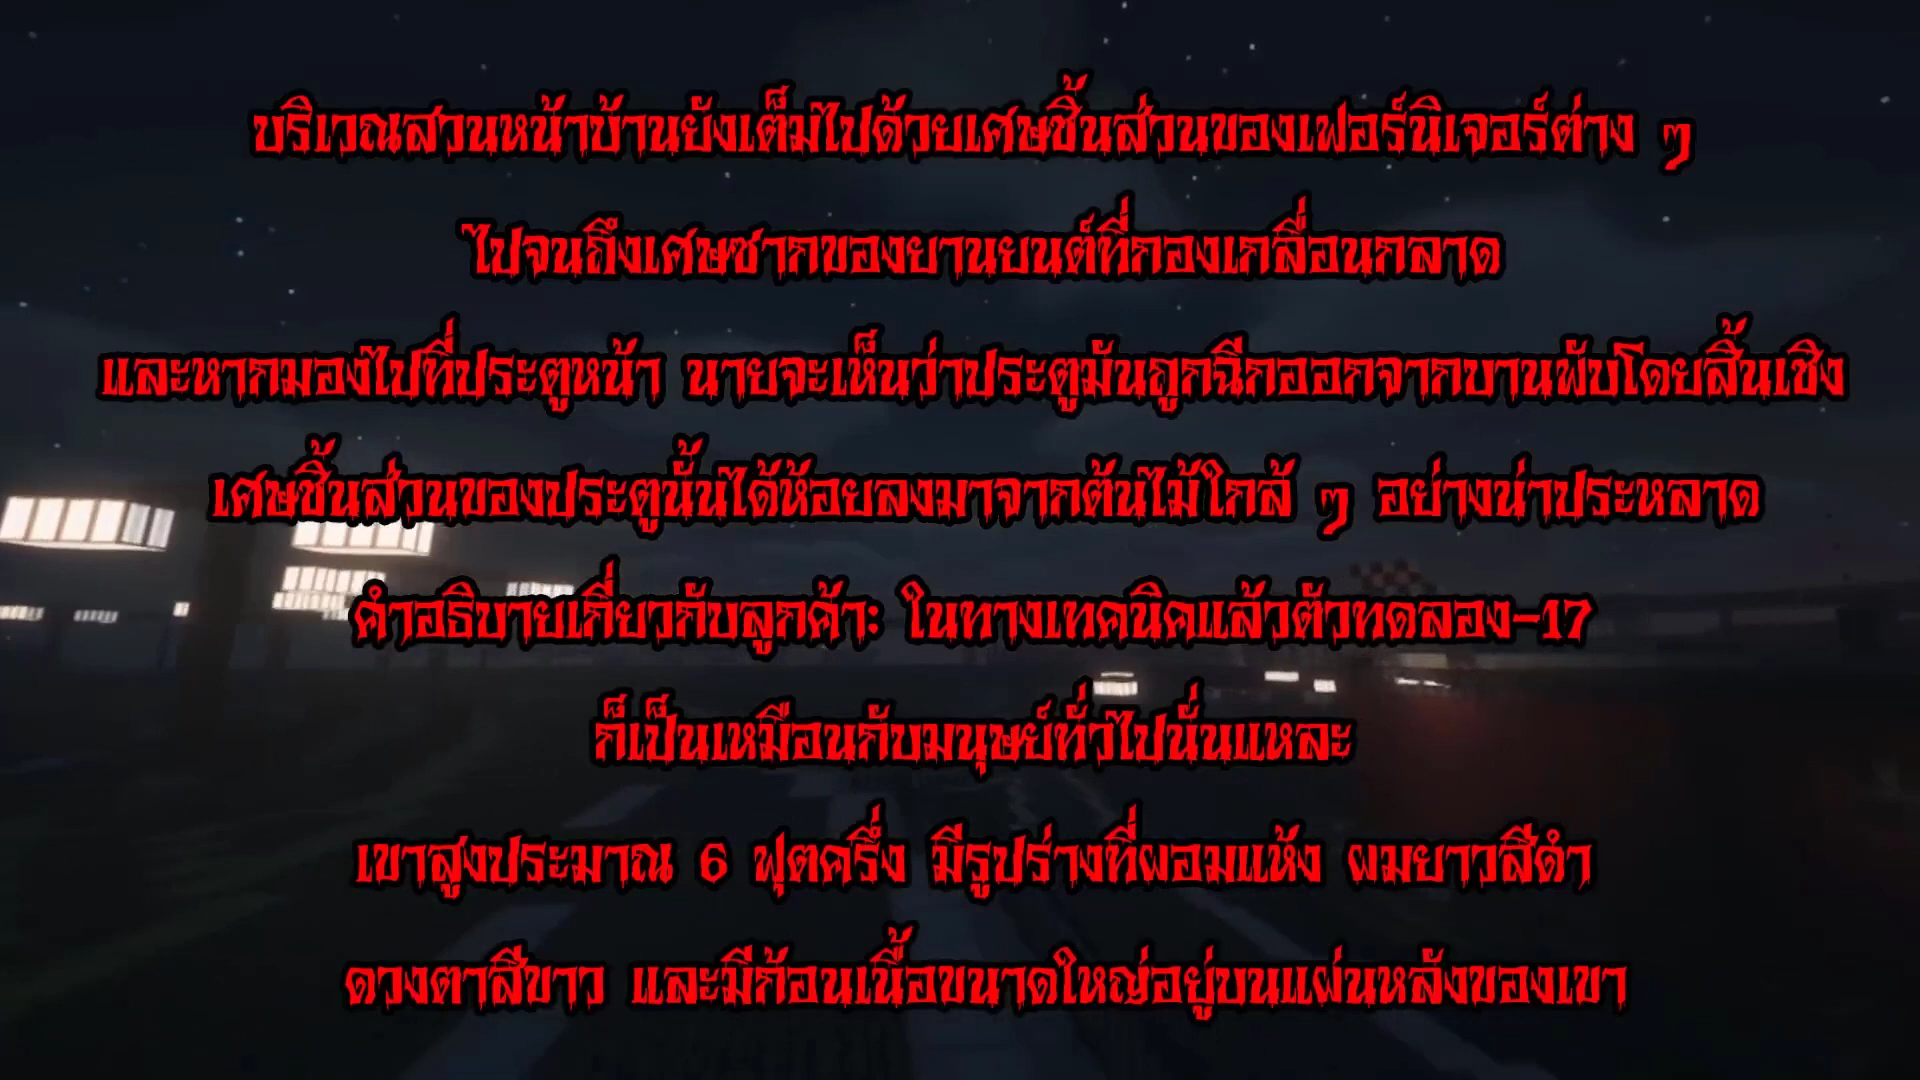 บริเวณสวนหน้าบ้านยังเต็มไปด้วยเศษชิ้นส่วนของเฟอร์นิเจอร์ต่าง ๆ
ไปจนถึงเศษซากของยานยนต์ที่กองเกลื่อนกลาด
และหากมองไปที่ประตูหน้า นายจะเห็นว่าประตูมันถูกฉีกออกจากบานพับโดยสิ้นเชิง
เศษชิ้นส่วนของประตูนั้นได้ห้อยลงมาจากต้นไม้ใกล้ ๆ อย่างน่าประหลาด
คำอธิบายเกี่ยวกับลูกค้า: ในทางเทคนิคแล้วตัวทดลอง-17
ก็เป็นเหมือนกับมนุษย์ทั่วไปนั่นแหละ
เขาสูงประมาณ 6 ฟุตครึ่ง มีรูปร่างที่ผอมแห้ง ผมยาวสีดำ
ดวงตาสีขาว และมีก้อนเนื้อขนาดใหญ่อยู่บนแผ่นหลังของเขา